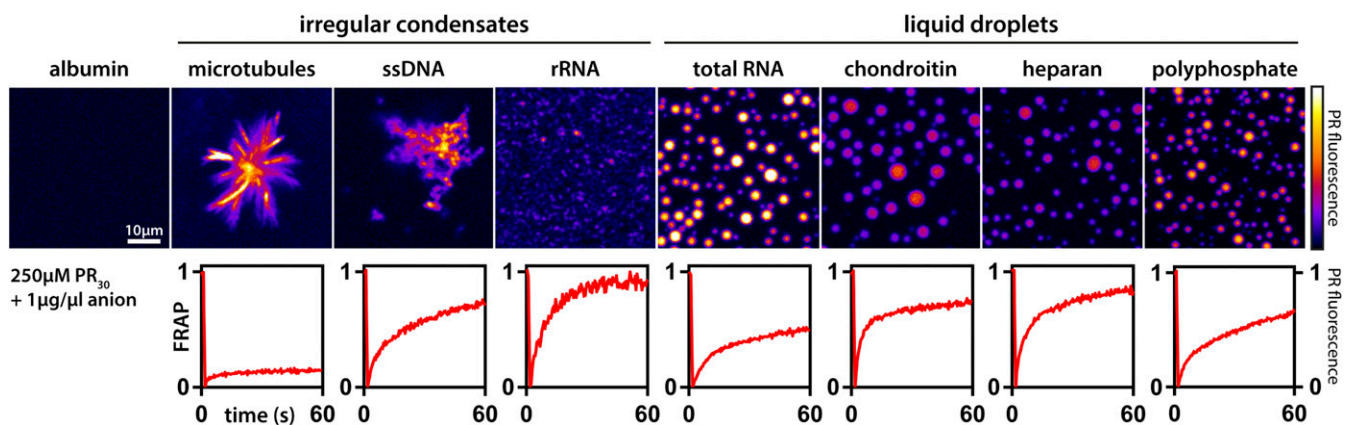 irregular condensates liquid droplets
albumin microtubules ssDNA rRNA total RNA chondroitin heparan polyphosphate
10μm
PR fluorescence
250μM PR30
+ 1μg/μl anion
FRAP
1 1 1 1 1 1 1 1
0 0 0 0 0 0 0 0
PR fluorescence
0 time (s) 60 0 60 0 60 0 60 0 60 0 60 0 60